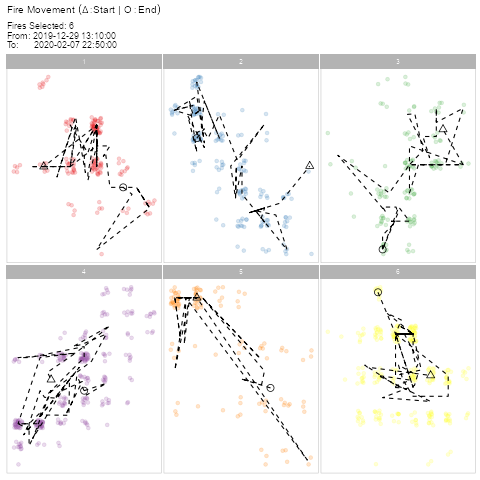 Fire Movement (Δ:Start | O:End)
Fires Selected: 6
From: 2019-12-29 13:10:00
To: 2020-02-07 22:50:00
1 2 3
4 5 6